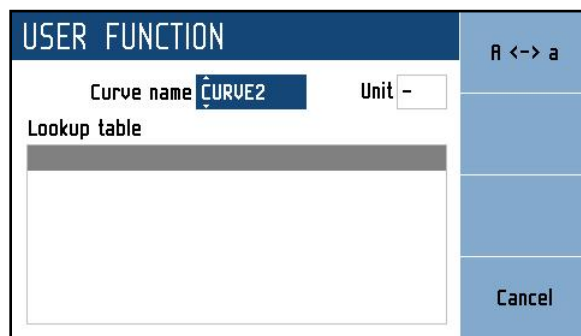 USER FUNCTION
A <-> a
Curve name CURVE2 Unit -
Lookup table
Cancel